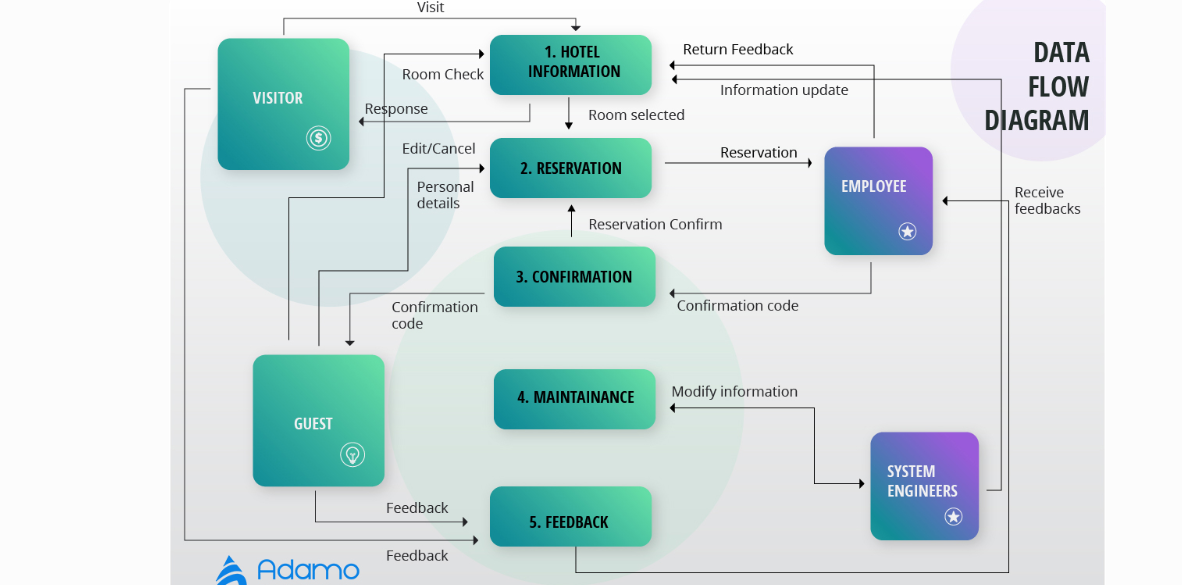 Visit
DATA
FLOW
DIAGRAM
1. HOTEL
INFORMATION
Return Feedback
VISITOR
Room Check
Information update
Response
Room selected
Edit/Cancel
Reservation
2. RESERVATION
Personal
details
EMPLOYEE
Receive
feedbacks
Reservation Confirm
3. CONFIRMATION
Confirmation
code
Confirmation code
4. MAINTAINANCE
Modify information
GUEST
SYSTEM
ENGINEERS
Feedback
5. FEEDBACK
Feedback
Adamo